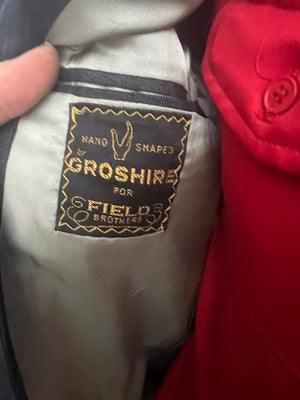 HAND SHAPED
by
GROSHIRE
FOR
FIELD
BROTHERS